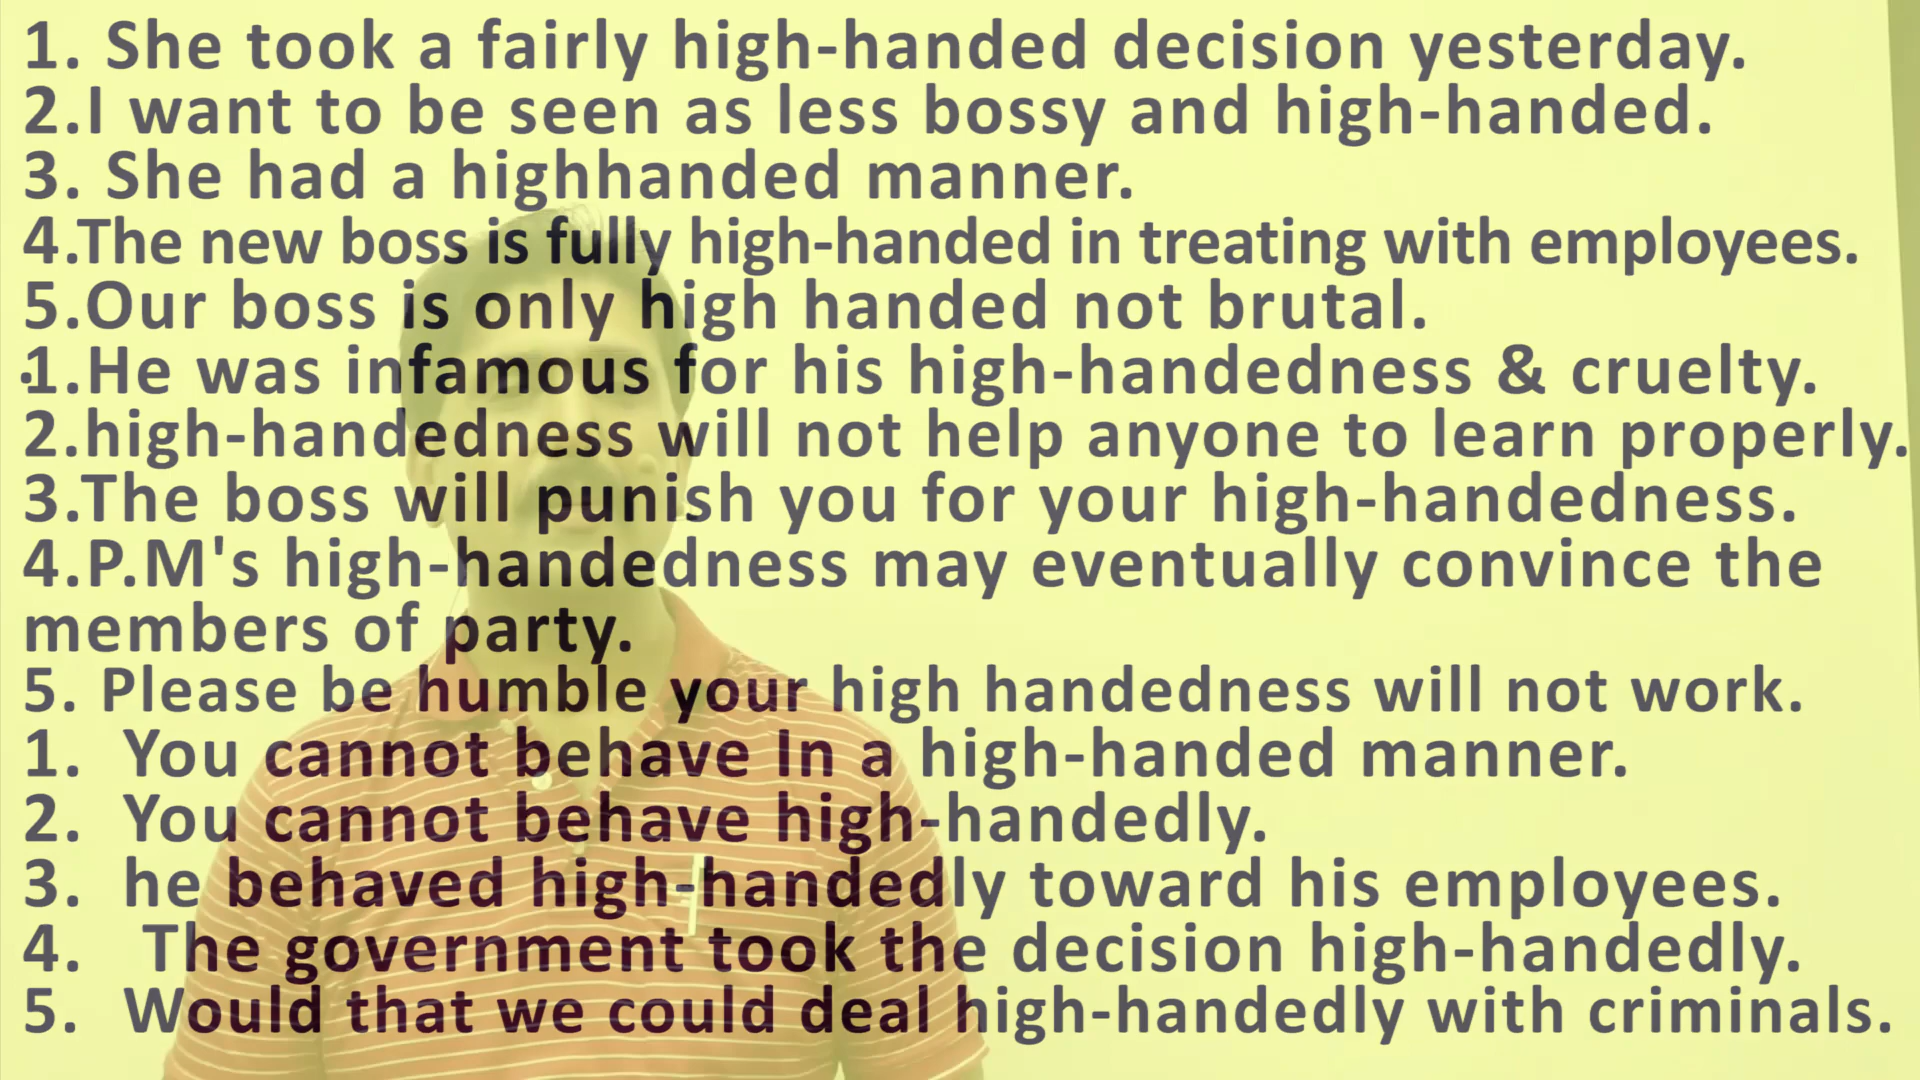 1. She took a fairly high-handed decision yesterday.
2.I want to be seen as less bossy and high-handed.
3. She had a highhanded manner.
4.The new boss is fully high-handed in treating with employees.
5.Our boss is only high handed not brutal.
1.He was infamous for his high-handedness & cruelty.
2.high-handedness will not help anyone to learn properly.
3.The boss will punish you for your high-handedness.
4.P.M's high-handedness may eventually convince the
members of party.
5. Please be humble your high handedness will not work.
1. You cannot behave In a high-handed manner.
2. You cannot behave high-handedly.
3. he behaved high-handedly toward his employees.
4. The government took the decision high-handedly.
5. Would that we could deal high-handedly with criminals.